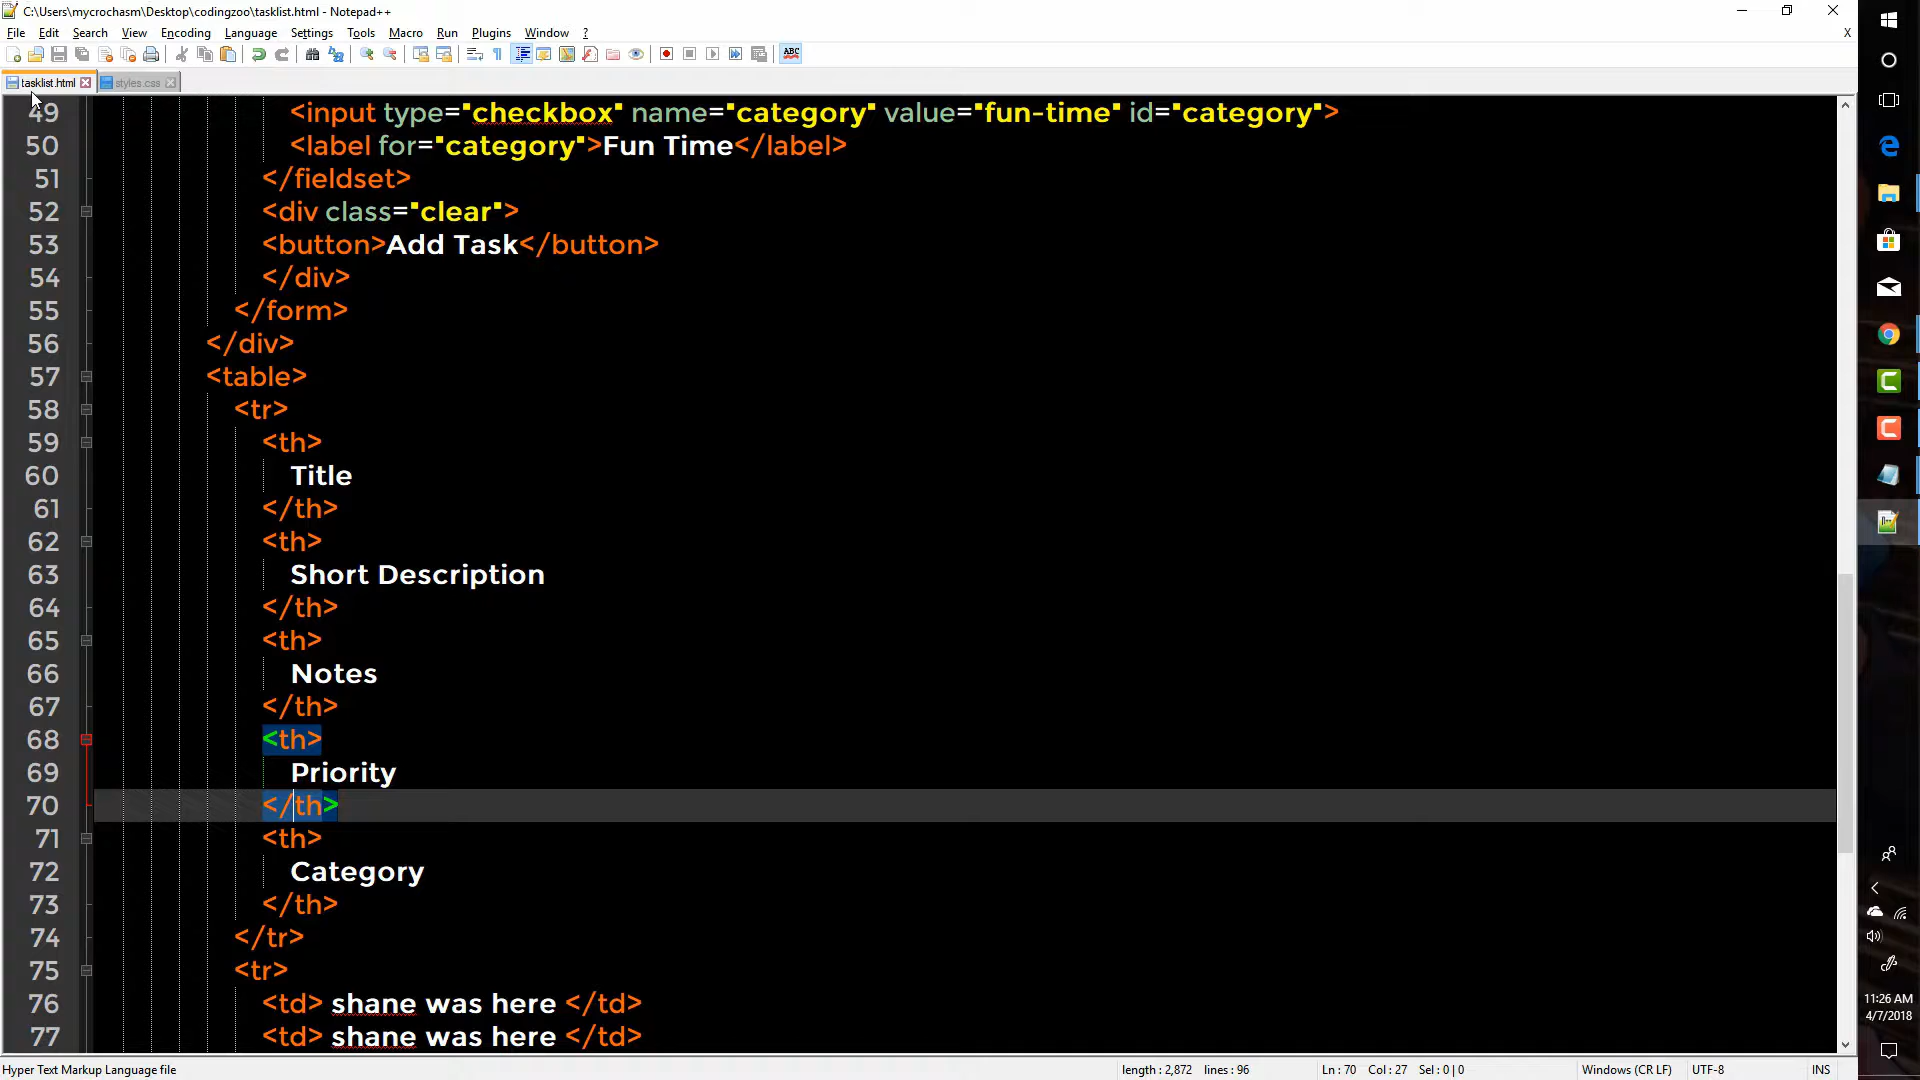 C:\Users\mycrochasm\Desktop\codingzoo\tasklist.html - Notepad++
File Edit Search View Encoding Language Settings Tools Macro Run Plugins Window ? X
tasklist.html styles.css
49 <input type="checkbox" name="category" value="fun-time" id="category">
50 <label for="category">Fun Time</label>
51 </fieldset>
52 <div class="clear">
53 <button>Add Task</button>
54 </div>
55 </form>
56 </div>
57 <table>
58 <tr>
59 <th>
60 Title
61 </th>
62 <th>
63 Short Description
64 </th>
65 <th>
66 Notes
67 </th>
68 <th>
69 Priority
70 </th>
71 <th>
72 Category
73 </th>
74 </tr>
75 <tr>
76 <td> shane was here </td>
77 <td> shane was here </td>
Hyper Text Markup Language file length : 2,872 lines : 96 Ln : 70 Col : 27 Sel : 0 | 0 Windows (CR LF) UTF-8 INS
11:26 AM
4/7/2018